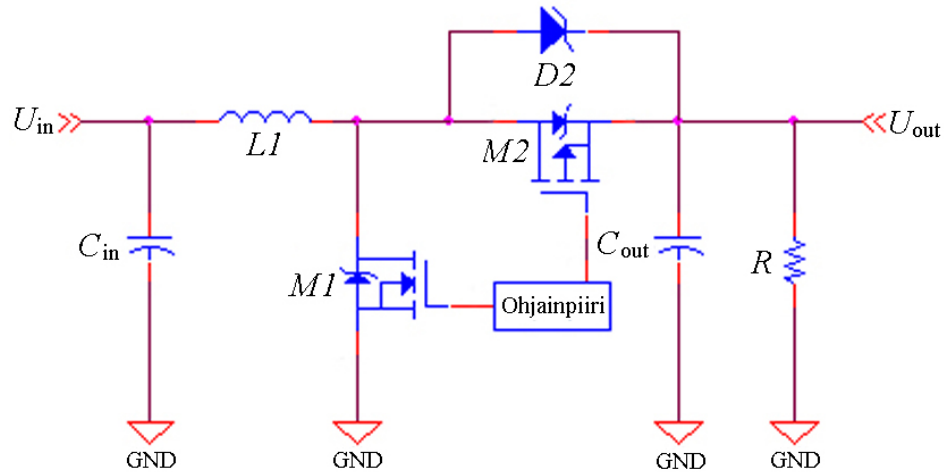 D2
Uin
Uout
L1
M2
Cin
Cout
M1
R
Ohjainpiiri
GND
GND
GND
GND